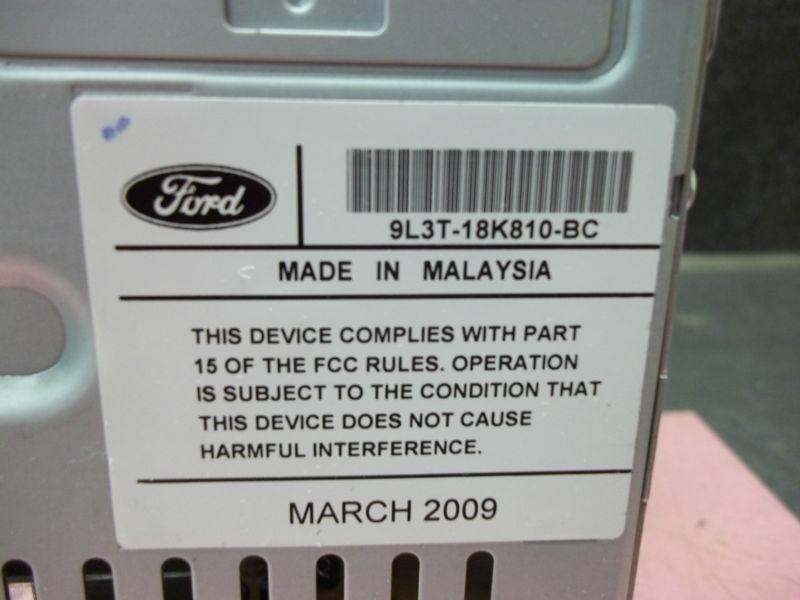 Ford
9L3T-18K810-BC
MADE IN MALAYSIA
THIS DEVICE COMPLIES WITH PART
15 OF THE FCC RULES. OPERATION
IS SUBJECT TO THE CONDITION THAT
THIS DEVICE DOES NOT CAUSE
HARMFUL INTERFERENCE.
MARCH 2009